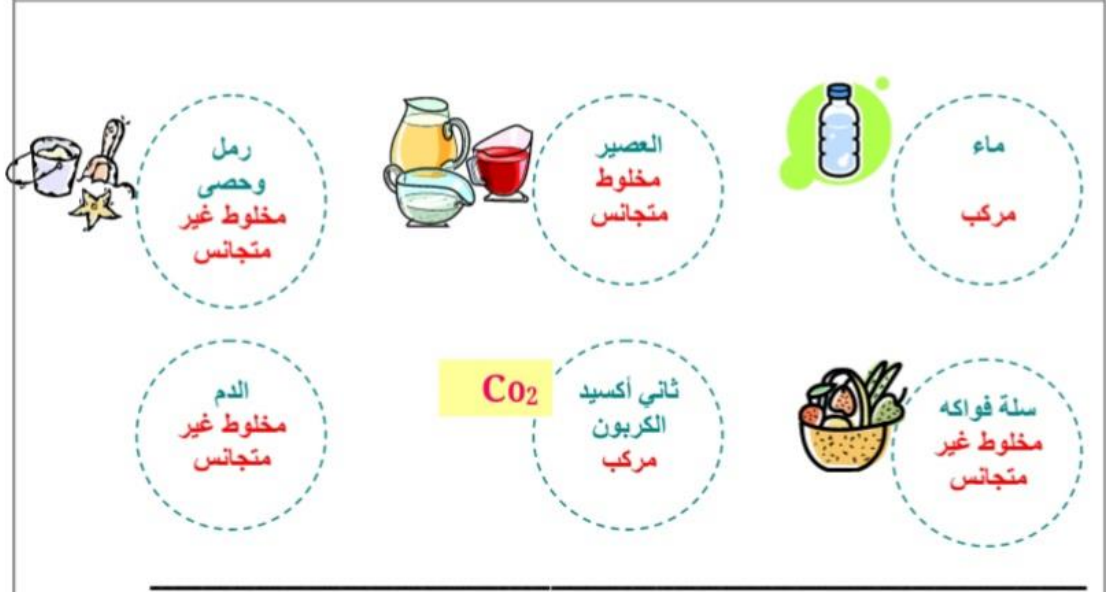 ماء
مركب
العصير
مخلوط
متجانس
رمل
وحصى
مخلوط غير
متجانس
سلة فواكه
مخلوط غير
متجانس
ثاني أكسيد
الكربون
مركب
Co₂
الدم
مخلوط غير
متجانس